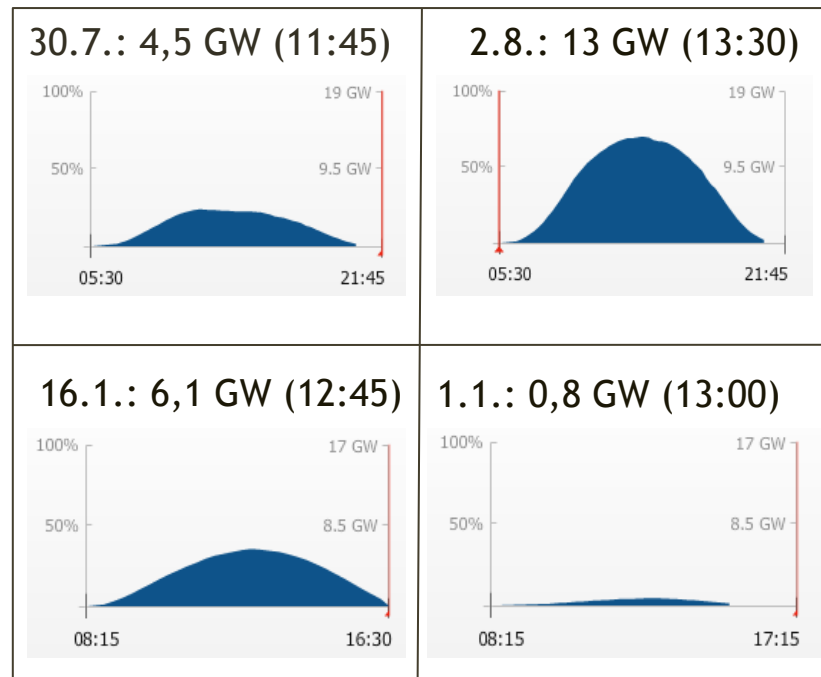 30.7.: 4,5 GW (11:45)
100%
19 GW
50%
9.5 GW
05:30
21:45
2.8.: 13 GW (13:30)
100%
19 GW
50%
9.5 GW
05:30
21:45
16.1.: 6,1 GW (12:45)
100%
17 GW
50%
8.5 GW
08:15
16:30
1.1.: 0,8 GW (13:00)
100%
17 GW
50%
8.5 GW
08:15
17:15